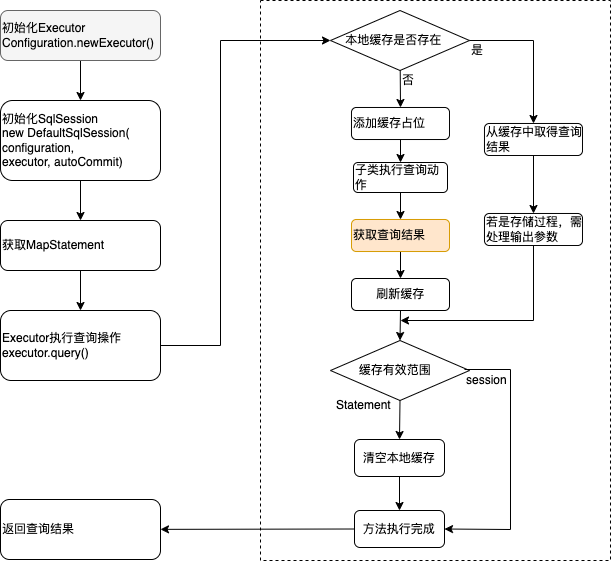 初始化Executor
Configuration.newExecutor()
初始化SqlSession
new DefaultSqlSession(
configuration,
executor, autoCommit)
获取MapStatement
Executor执行查询操作
executor.query()
返回查询结果
本地缓存是否存在
是
否
添加缓存占位
子类执行查询动
作
获取查询结果
刷新缓存
从缓存中取得查询
结果
若是存储过程，需
处理输出参数
缓存有效范围
Statement
session
清空本地缓存
方法执行完成